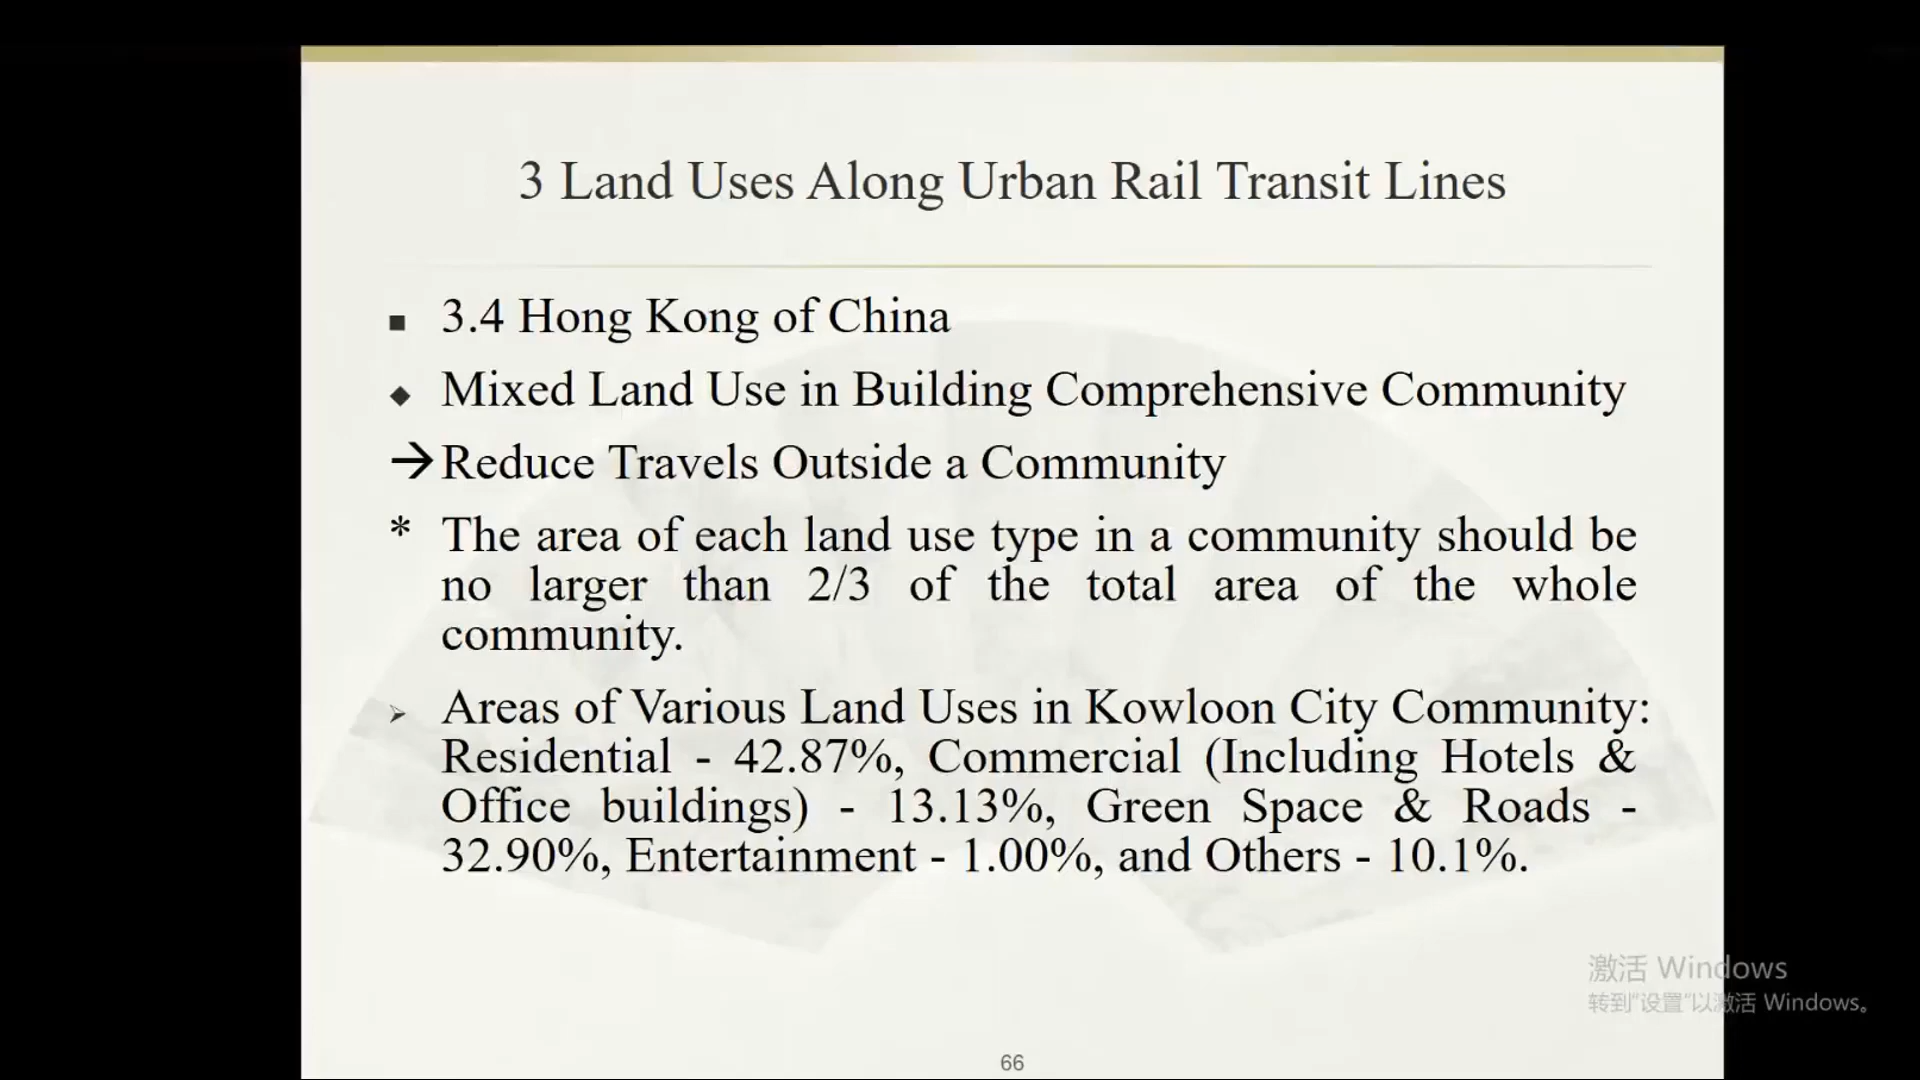 3 Land Uses Along Urban Rail Transit Lines
■ 3.4 Hong Kong of China
◆ Mixed Land Use in Building Comprehensive Community
→ Reduce Travels Outside a Community
* The area of each land use type in a community should be
no larger than 2/3 of the total area of the whole
community.
➢ Areas of Various Land Uses in Kowloon City Community:
Residential - 42.87%, Commercial (Including Hotels &
Office buildings) - 13.13%, Green Space & Roads -
32.90%, Entertainment - 1.00%, and Others - 10.1%.
激活 Windows
转到“设置”以激活 Windows。
66